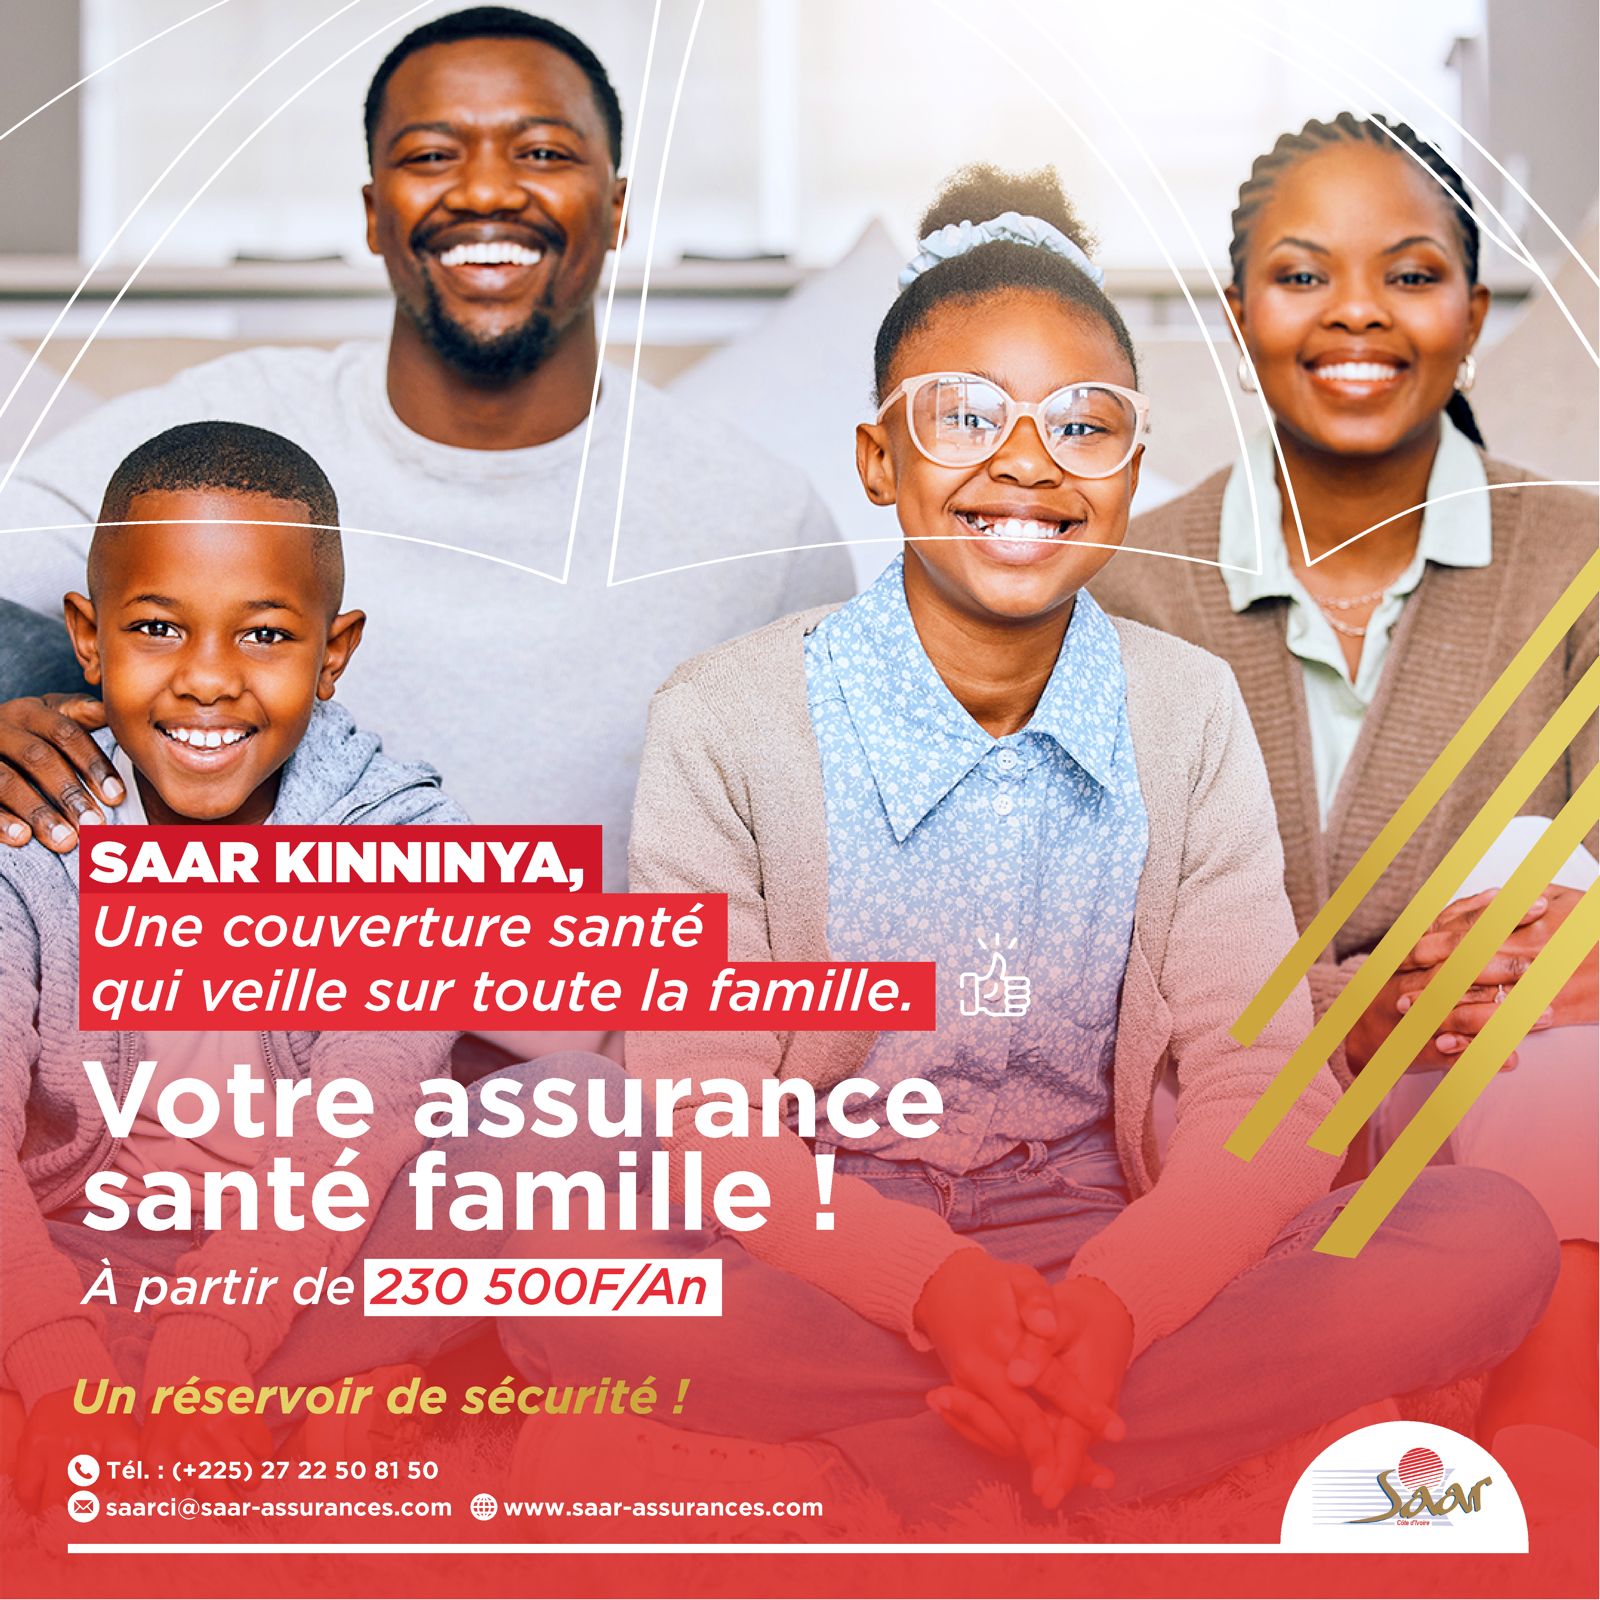 SAAR KINNINYA,
Une couverture santé
qui veille sur toute la famille.
Votre assurance
santé famille !
À partir de 230 500F/An
Un réservoir de sécurité !
Tél. : (+225) 27 22 50 81 50
saarci@saar-assurances.com www.saar-assurances.com
Saar
Côte d'Ivoire